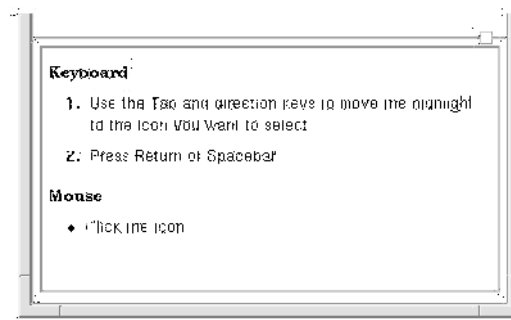 Keyboard
1. Use the Tab and direction keys to move the highlight
to the icon you want to select
2. Press Return or Spacebar
Mouse
◆ Click the icon